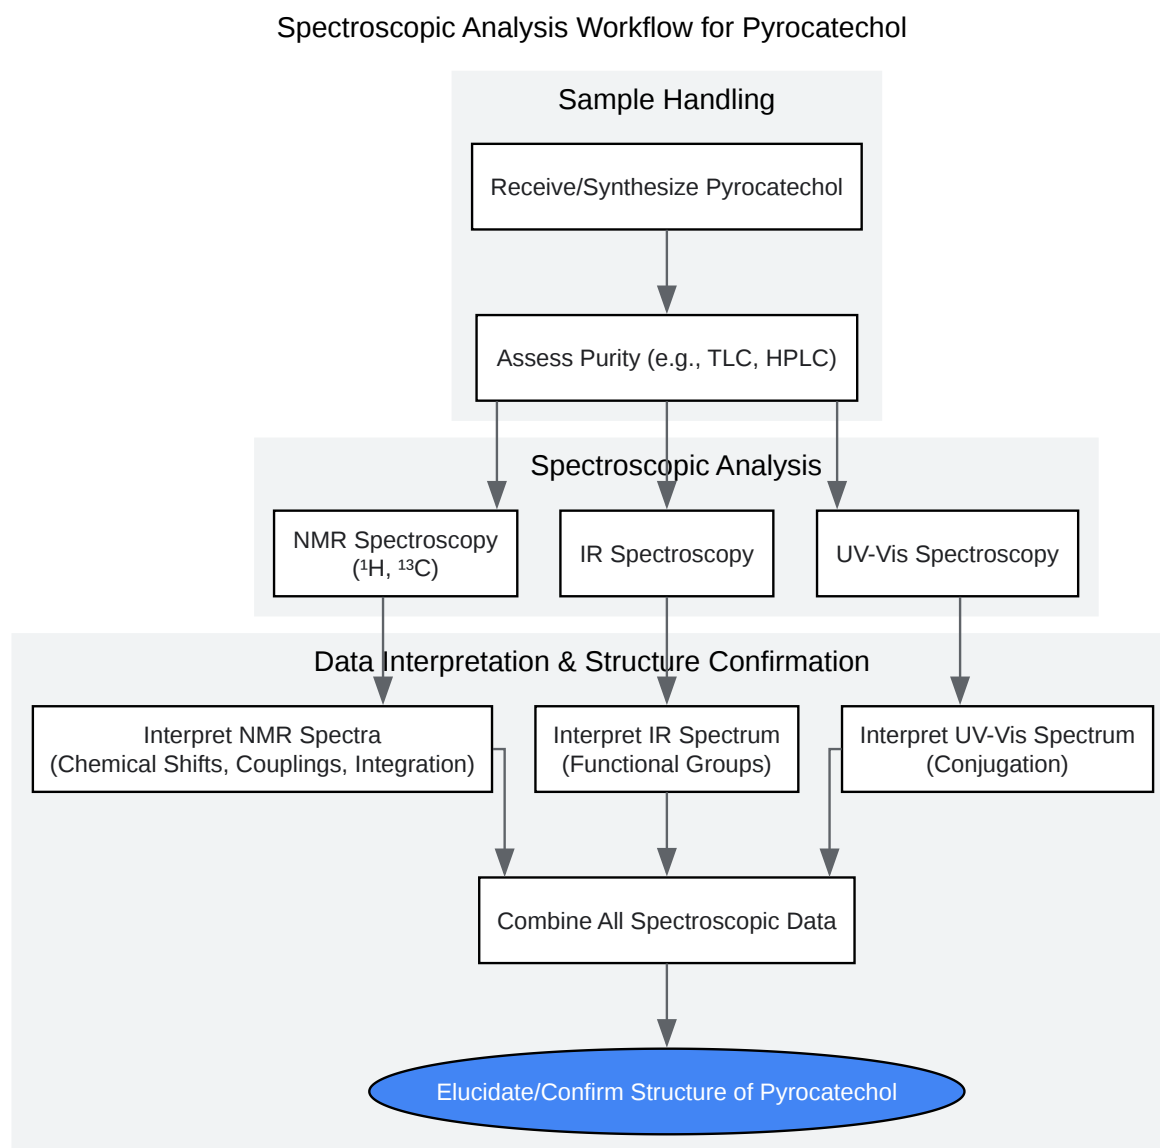 Spectroscopic Analysis Workflow for Pyrocatechol
Sample Handling
Receive/Synthesize Pyrocatechol
Assess Purity (e.g., TLC, HPLC)
Spectroscopic Analysis
NMR Spectroscopy
(¹H, ¹³C)
IR Spectroscopy
UV-Vis Spectroscopy
Data Interpretation & Structure Confirmation
Interpret NMR Spectra
(Chemical Shifts, Couplings, Integration)
Interpret IR Spectrum
(Functional Groups)
Interpret UV-Vis Spectrum
(Conjugation)
Combine All Spectroscopic Data
Elucidate/Confirm Structure of Pyrocatechol